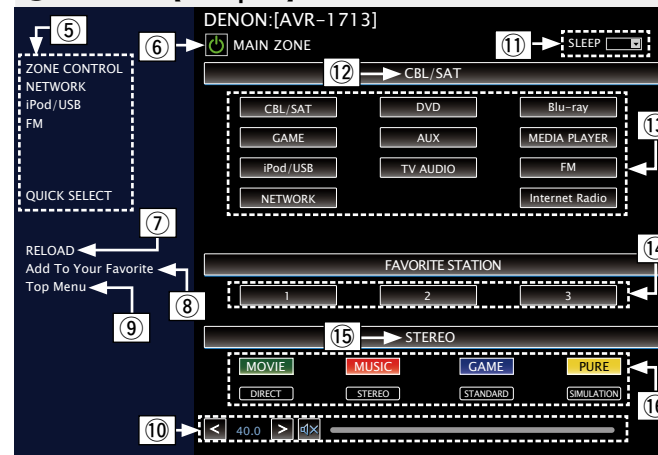 DENON:[AVR-1713]
⑤
⑥ MAIN ZONE
⑪ SLEEP
ZONE CONTROL
NETWORK
iPod/USB
FM
QUICK SELECT
⑫ CBL/SAT
CBL/SAT DVD Blu-ray
GAME AUX MEDIA PLAYER
iPod/USB TV AUDIO FM
NETWORK Internet Radio
⑬
⑦
RELOAD
Add To Your Favorite
Top Menu
⑧
⑨
FAVORITE STATION
⑭
1 2 3
⑮ STEREO
MOVIE MUSIC GAME PURE
DIRECT STEREO STANDARD SIMULATION
⑯
⑩ < 40.0 >